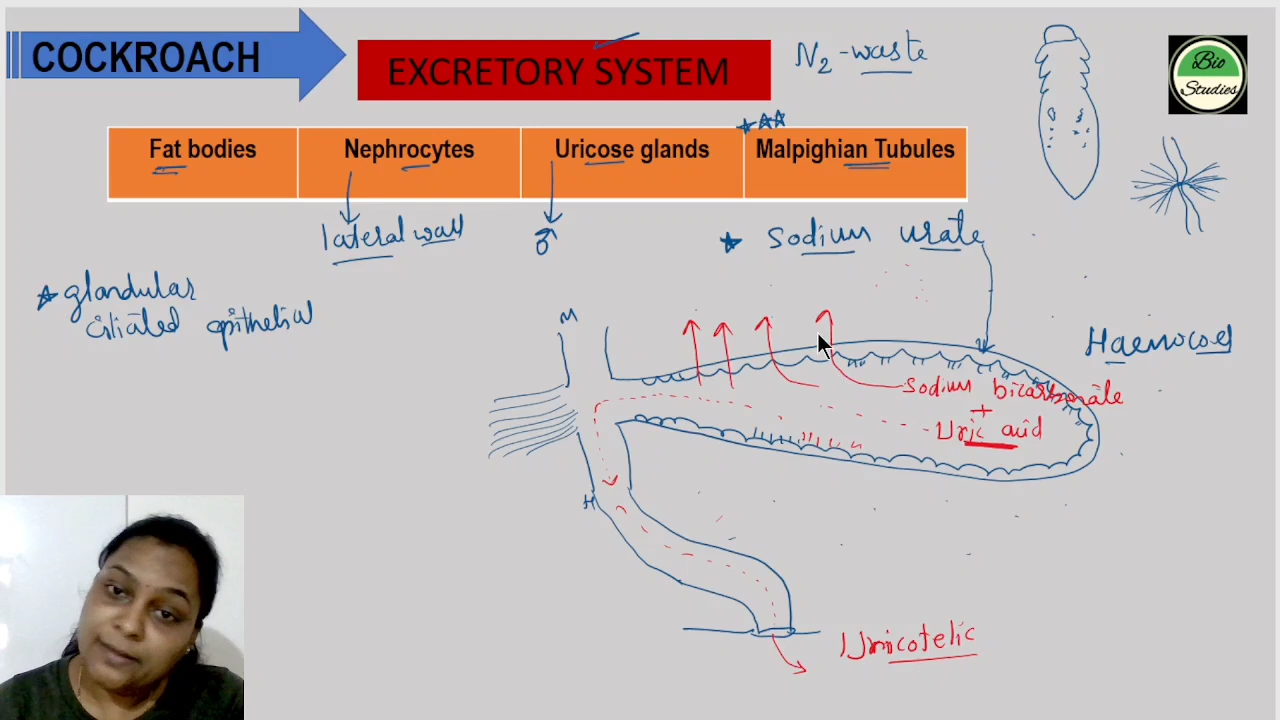 COCKROACH
EXCRETORY SYSTEM
N2-waste
Bio
Studies
Fat bodies
Nephrocytes
Uricose glands
Malpighian Tubules
lateral wall
♂
Sodium urate
glandular
ciliated epithelial
M
Haemocoel
Sodium bicarbonate
+
Uric acid
H
Uricotelic